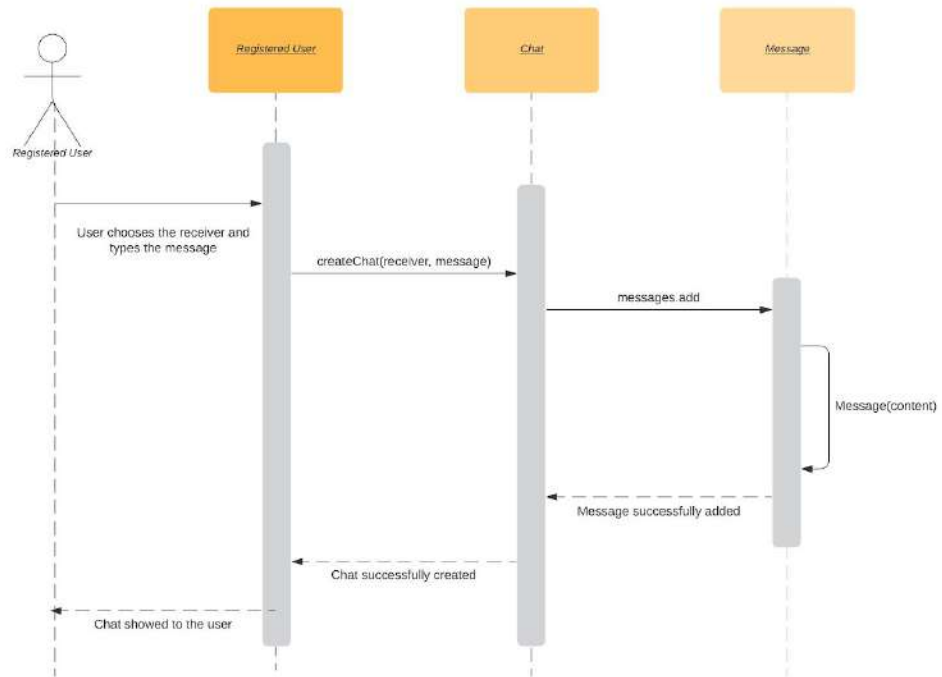 Registered User
Chat
Message
Registered User
User chooses the receiver and
types the message
createChat(receiver, message)
messages.add
Message(content)
Message successfully added
Chat successfully created
Chat showed to the user